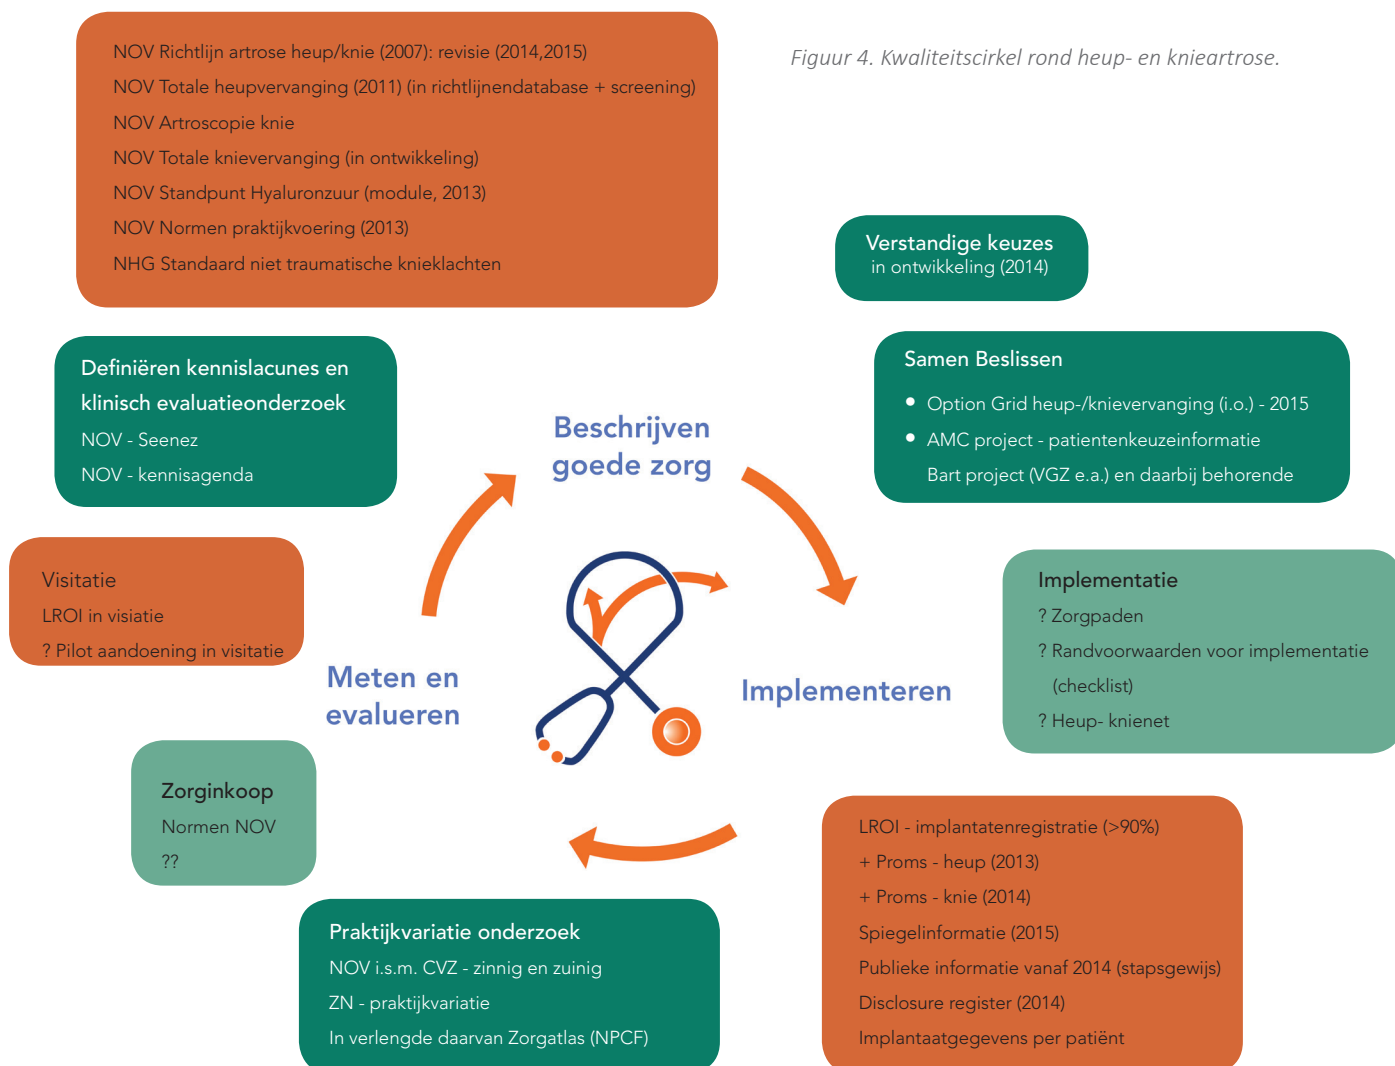 NOV Richtlijn artrose heup/knie (2007): revisie (2014,2015)
NOV Totale heupvervanging (2011) (in richtlijnendatabase + screening)
NOV Artroscopie knie
NOV Totale knievervanging (in ontwikkeling)
NOV Standpunt Hyaluronzuur (module, 2013)
NOV Normen praktijkvoering (2013)
NHG Standaard niet traumatische knieklachten
Figuur 4. Kwaliteitscirkel rond heup- en knieartrose.
Verstandige keuzes
in ontwikkeling (2014)
Definiëren kennislacunes en
klinisch evaluatieonderzoek
NOV - Seenez
NOV - kennisagenda
Beschrijven
goede zorg
Samen Beslissen
• Option Grid heup-/knievervanging (i.o.) - 2015
• AMC project - patientenkeuzeinformatie
Bart project (VGZ e.a.) en daarbij behorende
Visitatie
LROI in visiatie
? Pilot aandoening in visitatie
Meten en
evalueren
Implementeren
Implementatie
? Zorgpaden
? Randvoorwaarden voor implementatie
(checklist)
? Heup- knienet
Zorginkoop
Normen NOV
??
LROI - implantatenregistratie (>90%)
+ Proms - heup (2013)
+ Proms - knie (2014)
Spiegelinformatie (2015)
Publieke informatie vanaf 2014 (stapsgewijs)
Disclosure register (2014)
Implantaatgegevens per patiënt
Praktijkvariatie onderzoek
NOV i.s.m. CVZ - zinnig en zuinig
ZN - praktijkvariatie
In verlengde daarvan Zorgatlas (NPCF)